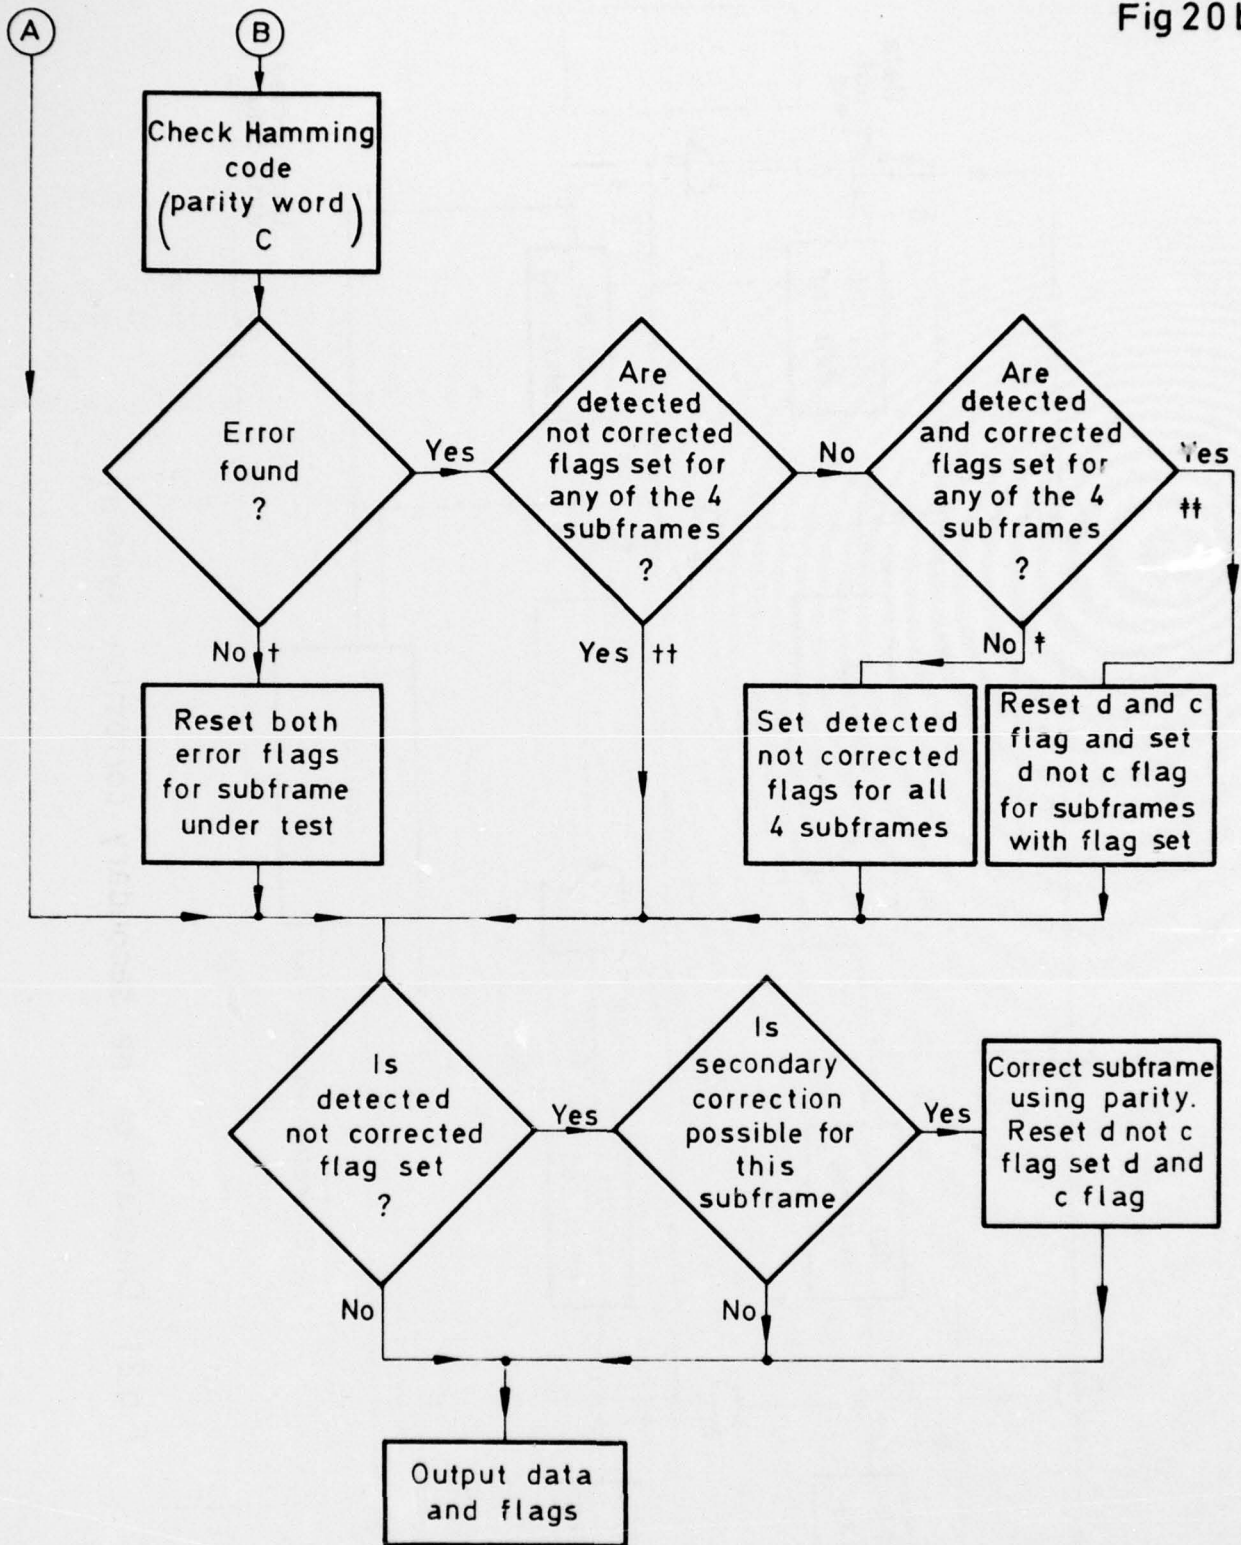 Fig 20
A
B
Check Hamming
code
(parity word
C)
Error
found
?
Yes
Are
detected
not corrected
flags set for
any of the 4
subframes
?
No
Are
detected
and corrected
flags set for
any of the 4
subframes
?
Yes
‡‡
No †
Yes ††
No ‡
Reset both
error flags
for subframe
under test
Set detected
not corrected
flags for all
4 subframes
Reset d and c
flag and set
d not c flag
for subframes
with flag set
Is
detected
not corrected
flag set
?
Yes
Is
secondary
correction
possible for
this
subframe
Yes
Correct subframe
using parity.
Reset d not c
flag set d and
c flag
No
No
Output data
and flags